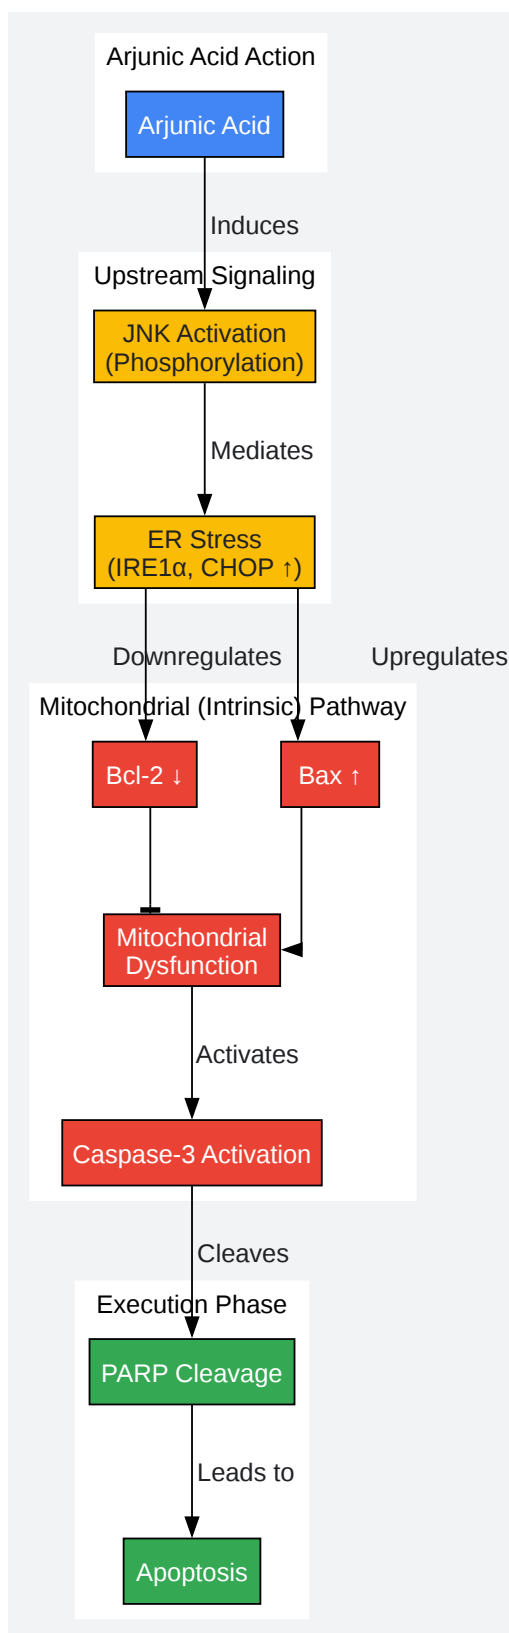 Arjunic Acid Action
Arjunic Acid
Induces
Upstream Signaling
JNK Activation
(Phosphorylation)
Mediates
ER Stress
(IRE1α, CHOP ↑)
Downregulates
Upregulates
Mitochondrial (Intrinsic) Pathway
Bcl-2 ↓
Bax ↑
Mitochondrial
Dysfunction
Activates
Caspase-3 Activation
Cleaves
Execution Phase
PARP Cleavage
Leads to
Apoptosis